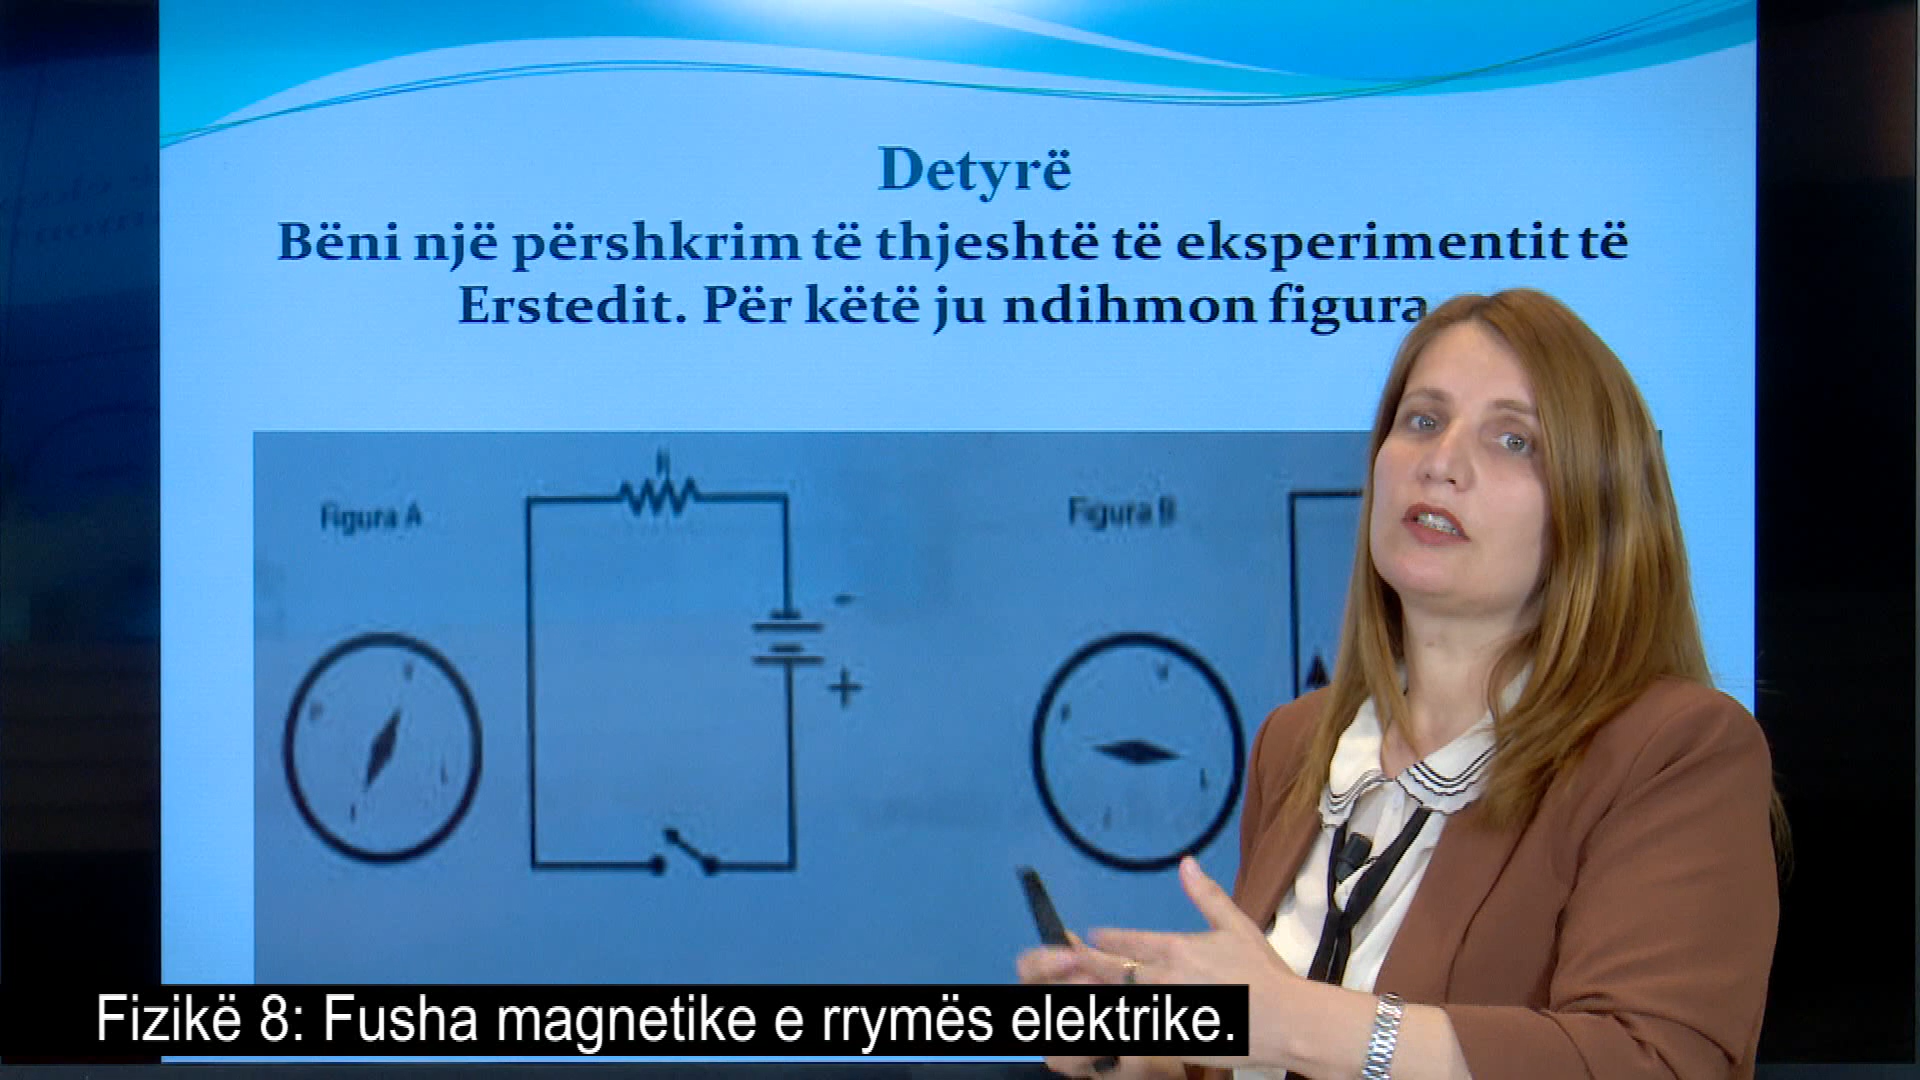 Detyrë
Bëni një përshkrim të thjeshtë të eksperimentit të
Erstedit. Për këtë ju ndihmon figura
Figura A
R
-
+
Figura B
Fizikë 8: Fusha magnetike e rrymës elektrike.